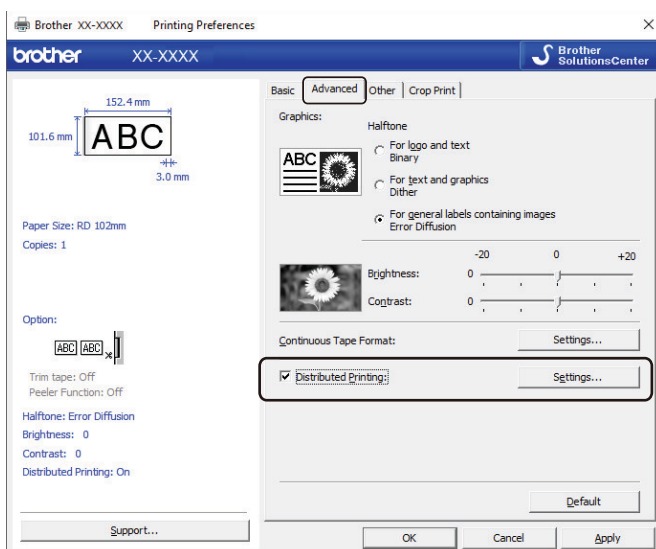 Brother XX-XXXX Printing Preferences
brother XX-XXXX
Brother
SolutionsCenter
152.4 mm
101.6 mm
ABC
3.0 mm
Paper Size: RD 102mm
Copies: 1
Option:
ABC ABC
Trim tape: Off
Peeler Function: Off
Halftone: Error Diffusion
Brightness: 0
Contrast: 0
Distributed Printing: On
Support...
Basic Advanced Other Crop Print
Graphics:
Halftone
ABC
For logo and text
Binary
For text and graphics
Dither
For general labels containing images
Error Diffusion
-20 0 +20
Brightness: 0
Contrast: 0
Continuous Tape Format: Settings...
Distributed Printing: Settings...
Default
OK Cancel Apply